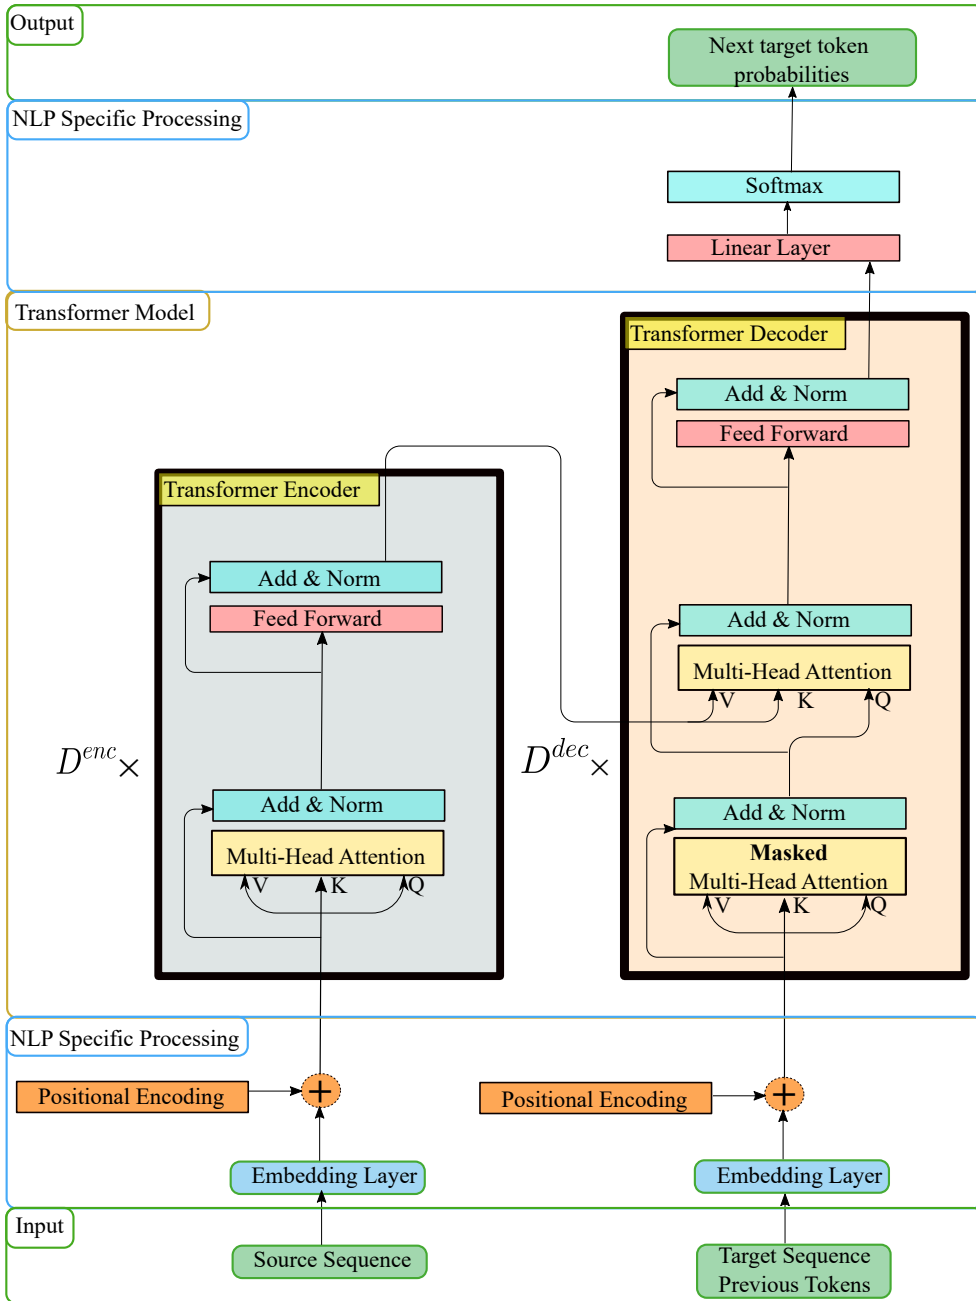 Output
Next target token
probabilities
NLP Specific Processing
Softmax
Linear Layer
Transformer Model
Transformer Decoder
Add & Norm
Feed Forward
Transformer Encoder
Add & Norm
Feed Forward
Add & Norm
Multi-Head Attention
V K Q
D^{enc}×
D^{dec}×
Add & Norm
Multi-Head Attention
V K Q
Add & Norm
Masked
Multi-Head Attention
V K Q
NLP Specific Processing
Positional Encoding
+
Positional Encoding
+
Embedding Layer
Embedding Layer
Input
Source Sequence
Target Sequence
Previous Tokens